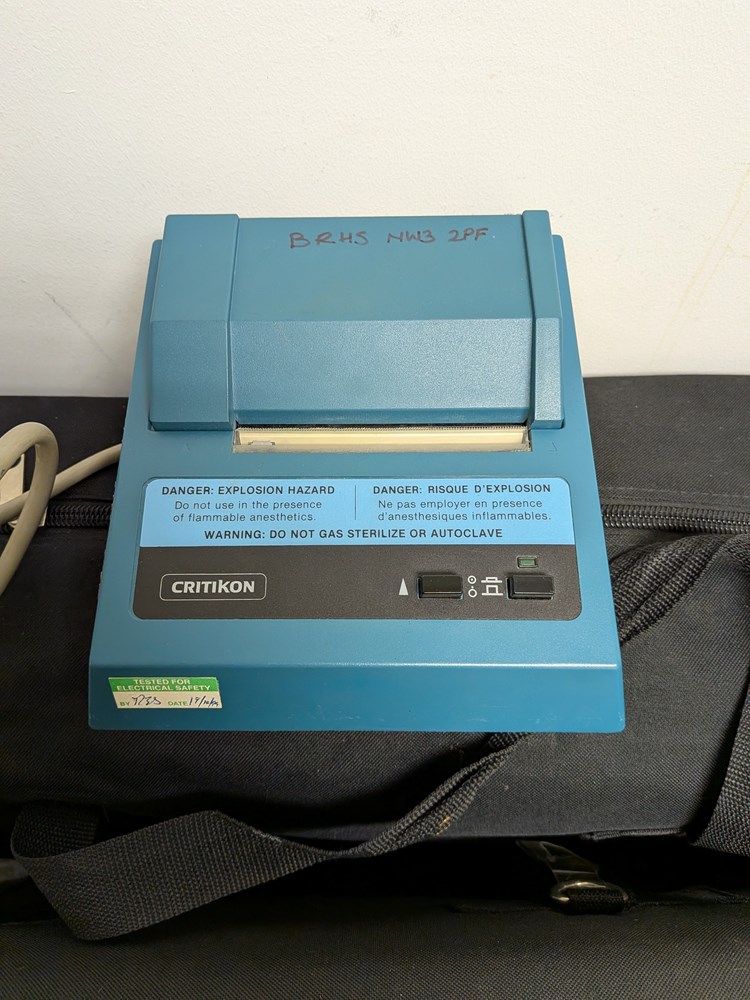 BRHS NW3 2PF
DANGER: EXPLOSION HAZARD
Do not use in the presence
of flammable anesthetics.
DANGER: RISQUE D'EXPLOSION
Ne pas employer en presence
d'anesthesiques inflammables.
WARNING: DO NOT GAS STERILIZE OR AUTOCLAVE
CRITIKON
TESTED FOR
ELECTRICAL SAFETY
BY DATE